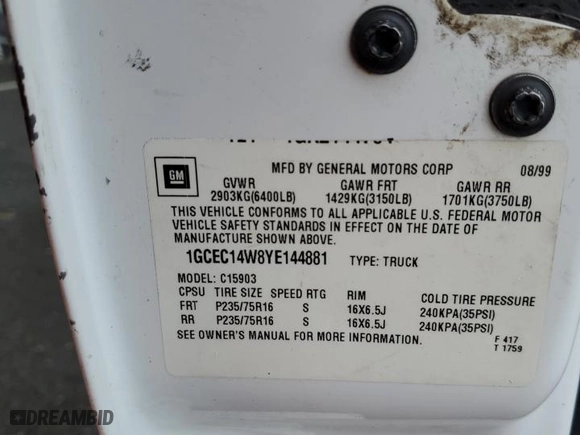 GM
MFD BY GENERAL MOTORS CORP 08/99
GVWR GAWR FRT GAWR RR
2903KG(6400LB) 1429KG(3150LB) 1701KG(3750LB)
THIS VEHICLE CONFORMS TO ALL APPLICABLE U.S. FEDERAL MOTOR
VEHICLE SAFETY STANDARDS IN EFFECT ON THE DATE OF
MANUFACTURE SHOWN ABOVE.
1GCEC14W8YE144881 TYPE: TRUCK
MODEL: C15903
CPSU TIRE SIZE SPEED RTG RIM COLD TIRE PRESSURE
FRT P235/75R16 S 16X6.5J 240KPA(35PSI)
RR P235/75R16 S 16X6.5J 240KPA(35PSI)
SEE OWNER'S MANUAL FOR MORE INFORMATION.
F 417
T 1759
DREAMBID